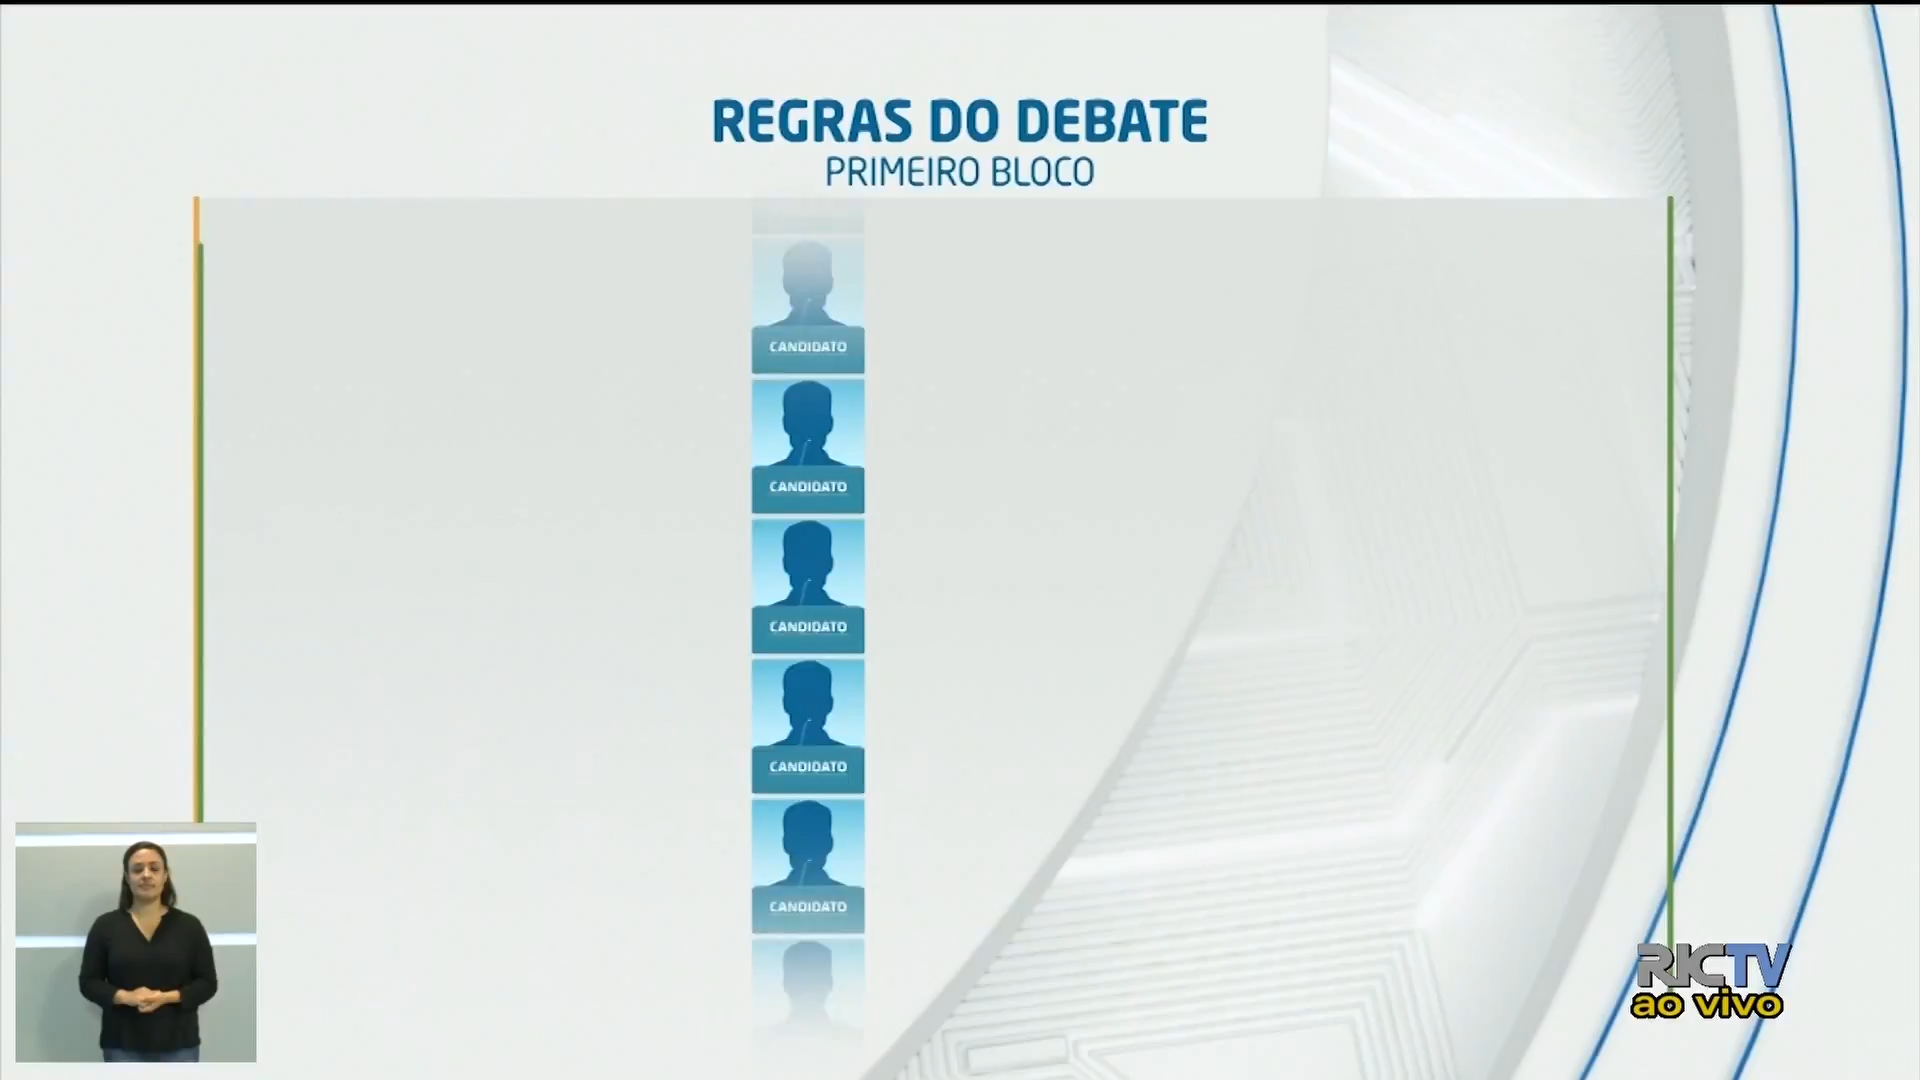 REGRAS DO DEBATE
PRIMEIRO BLOCO
CANDIDATO
CANDIDATO
CANDIDATO
CANDIDATO
CANDIDATO
RICTV
ao vivo